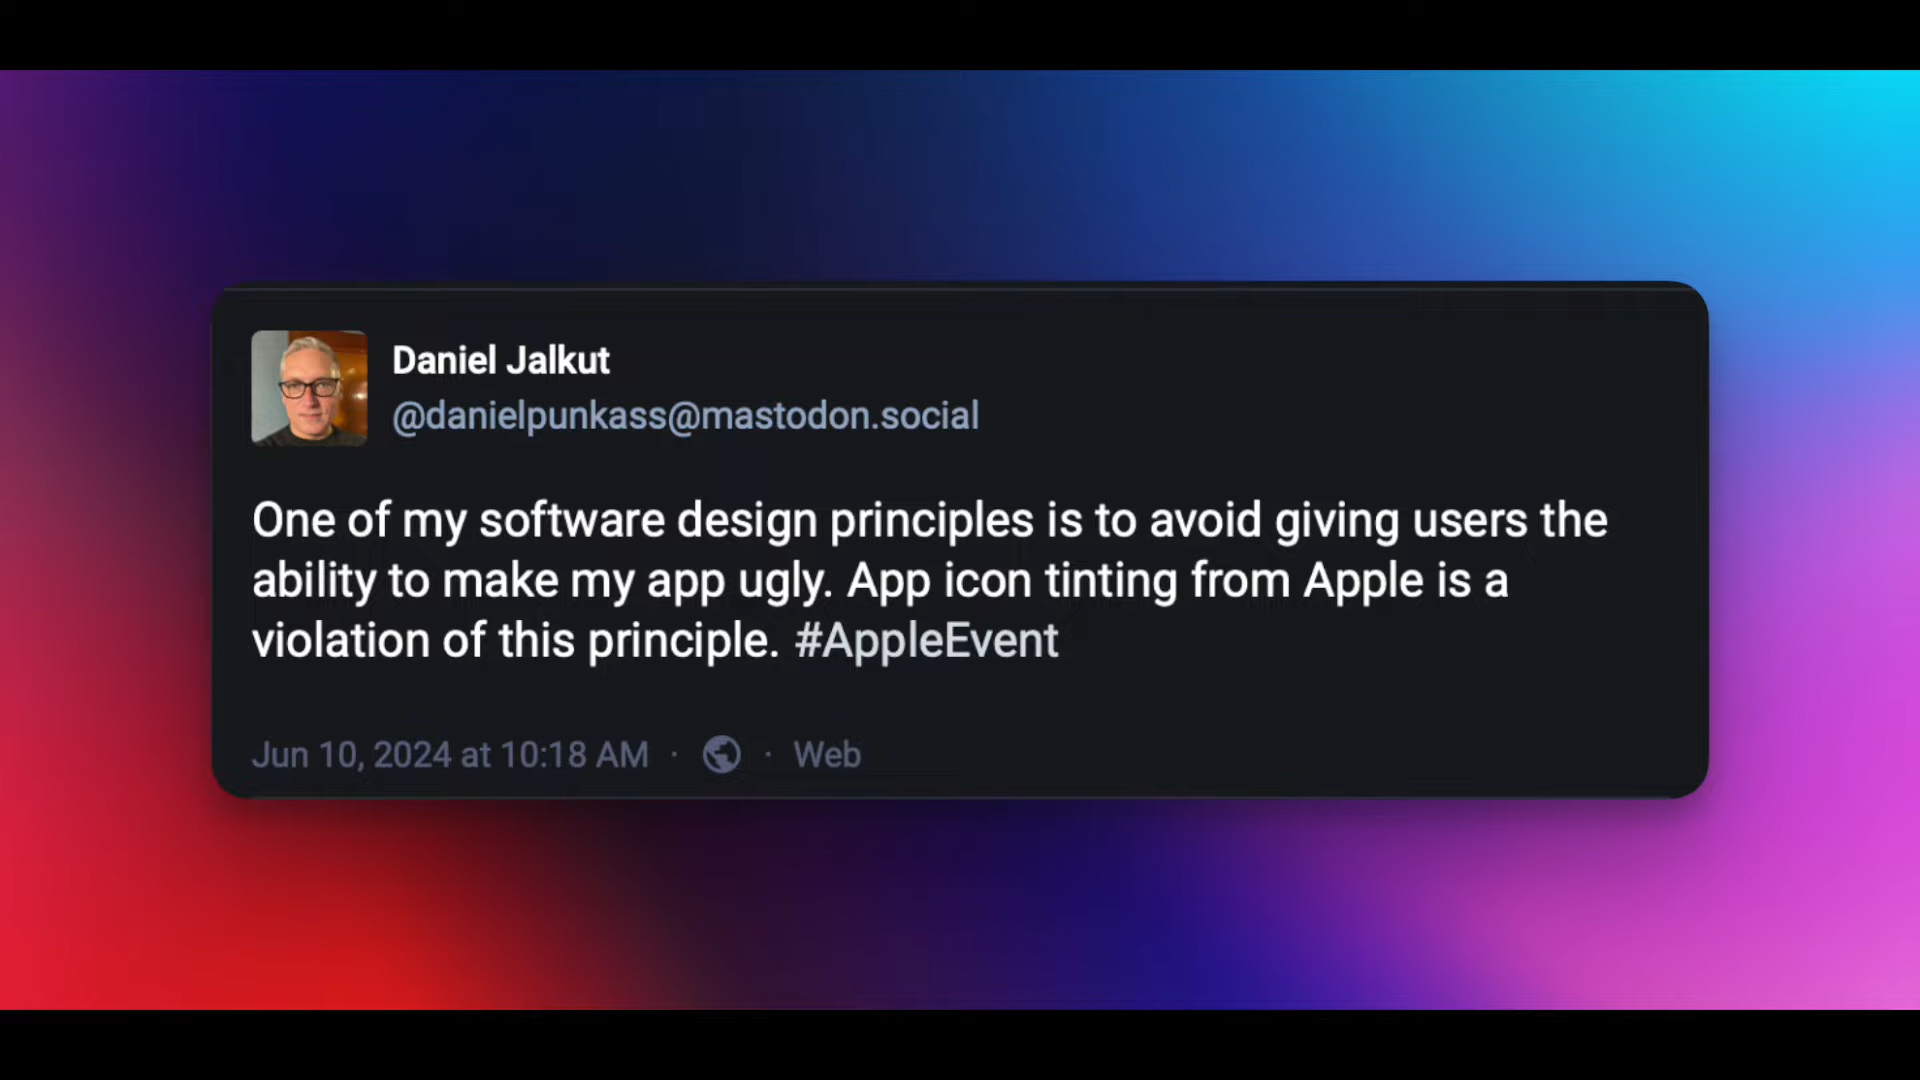 Daniel Jalkut
@danielpunkass@mastodon.social
One of my software design principles is to avoid giving users the
ability to make my app ugly. App icon tinting from Apple is a
violation of this principle. #AppleEvent
Jun 10, 2024 at 10:18 AM · · Web